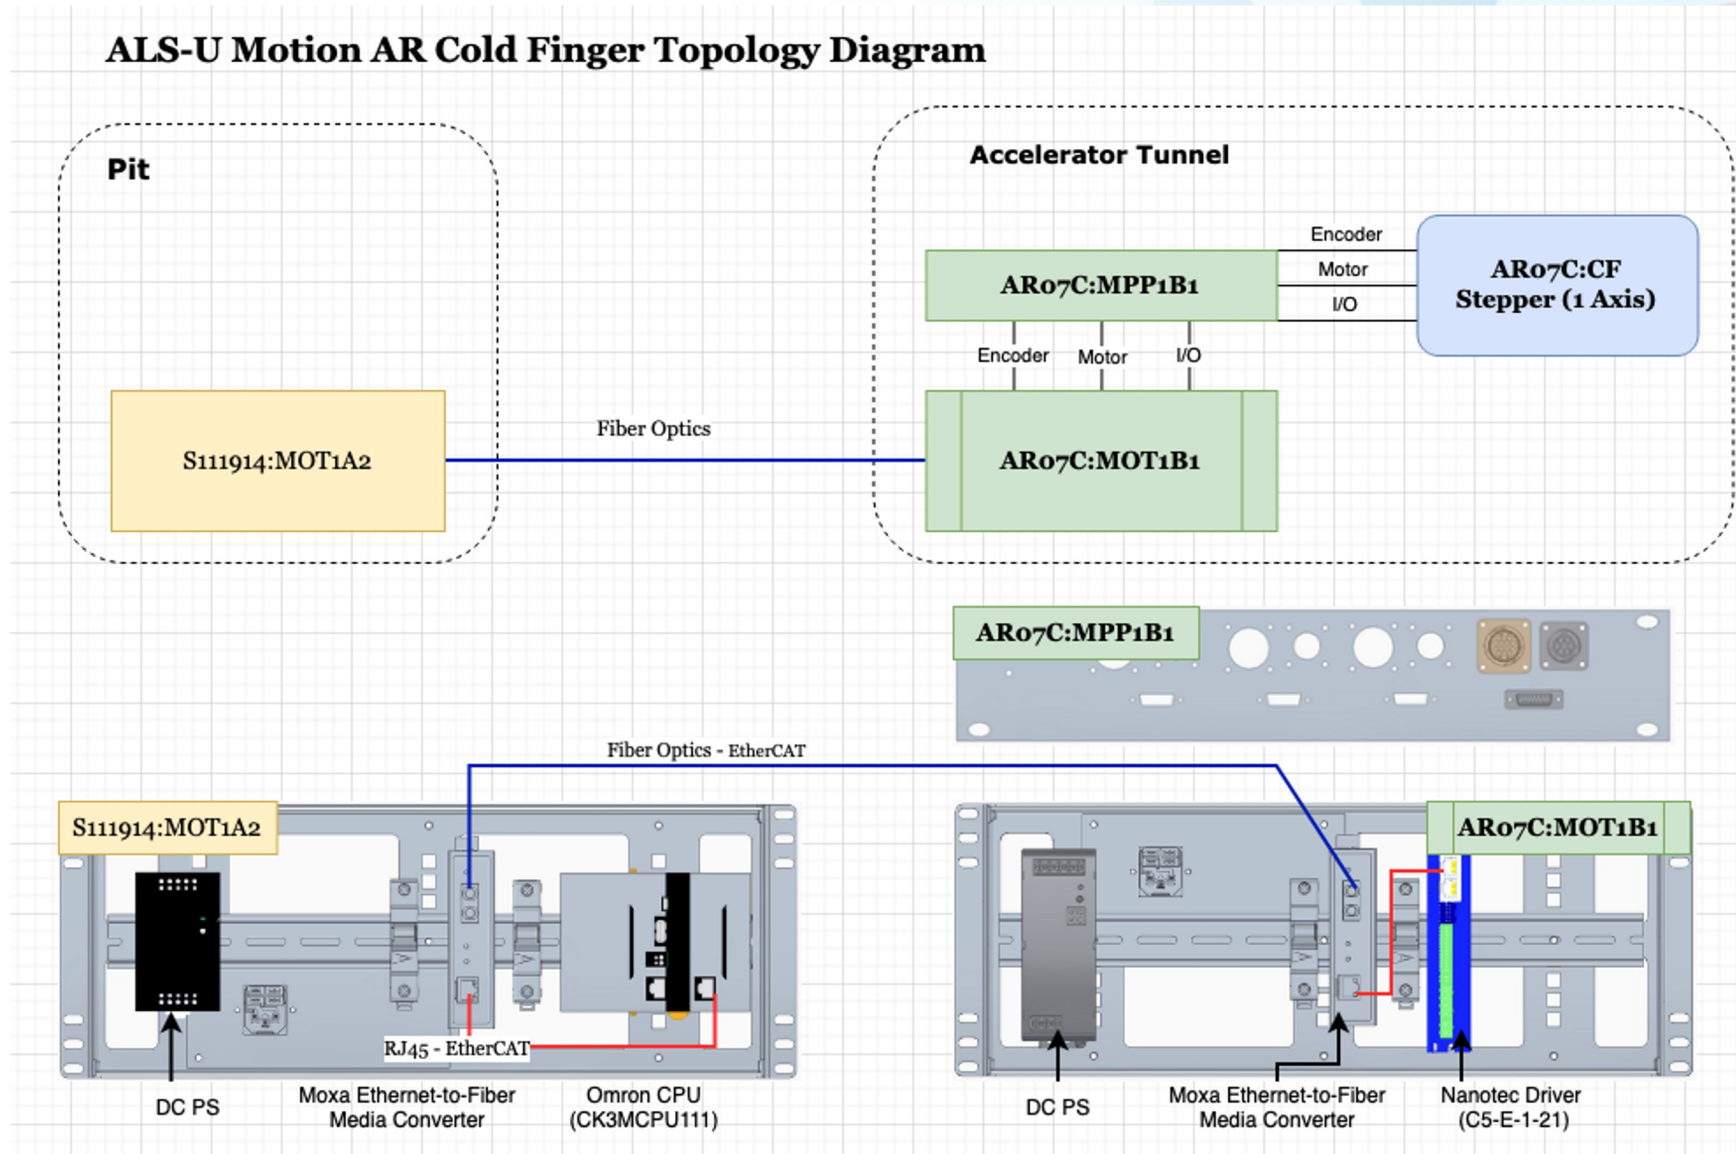 ALS-U Motion AR Cold Finger Topology Diagram
Pit
Accelerator Tunnel
Encoder
Motor
I/O
AR07C:MPP1B1
AR07C:CF
Stepper (1 Axis)
Encoder
Motor
I/O
S111914:MOT1A2
Fiber Optics
AR07C:MOT1B1
AR07C:MPP1B1
Fiber Optics - EtherCAT
S111914:MOT1A2
AR07C:MOT1B1
RJ45 - EtherCAT
DC PS
Moxa Ethernet-to-Fiber
Media Converter
Omron CPU
(CK3MCPU111)
DC PS
Moxa Ethernet-to-Fiber
Media Converter
Nanotec Driver
(C5-E-1-21)